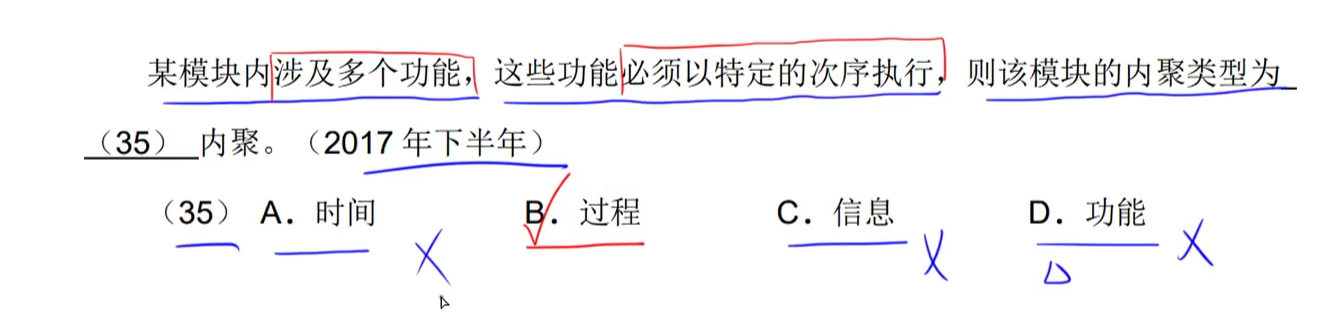 某模块内涉及多个功能，这些功能必须以特定的次序执行，则该模块的内聚类型为
（35） 内聚。（2017 年下半年）
（35） A．时间 B．过程 C．信息 D．功能